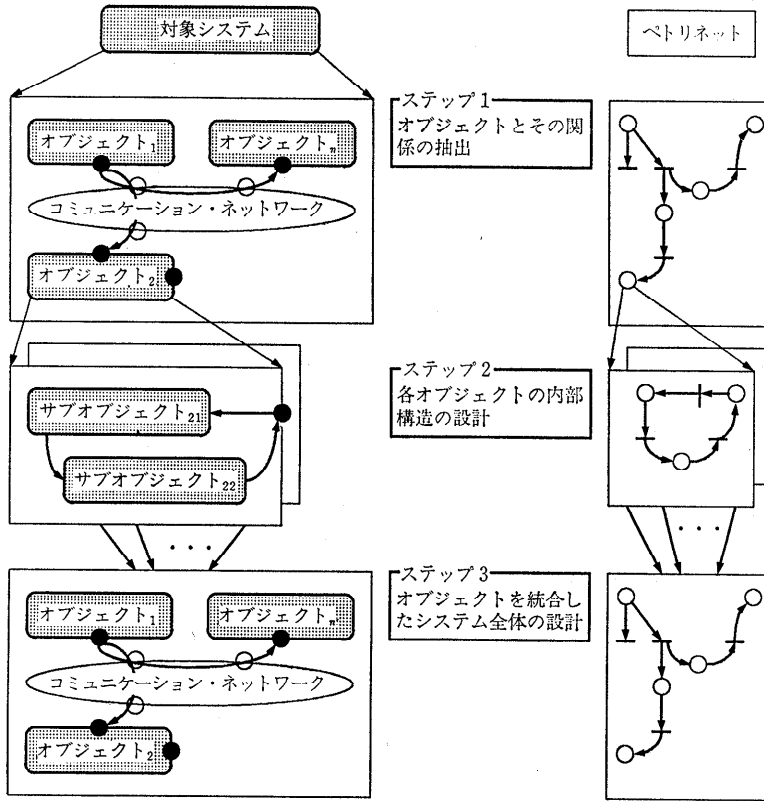 対象システム
ペトリネット
ステップ1
オブジェクトとその関
係の抽出
オブジェクト1
オブジェクトn
コミュニケーション・ネットワーク
オブジェクト2
ステップ2
各オブジェクトの内部
構造の設計
サブオブジェクト21
サブオブジェクト22
・・・
・・・
ステップ3
オブジェクトを統合し
たシステム全体の設計
オブジェクト1
オブジェクトn'
コミュニケーション・ネットワーク
オブジェクト2